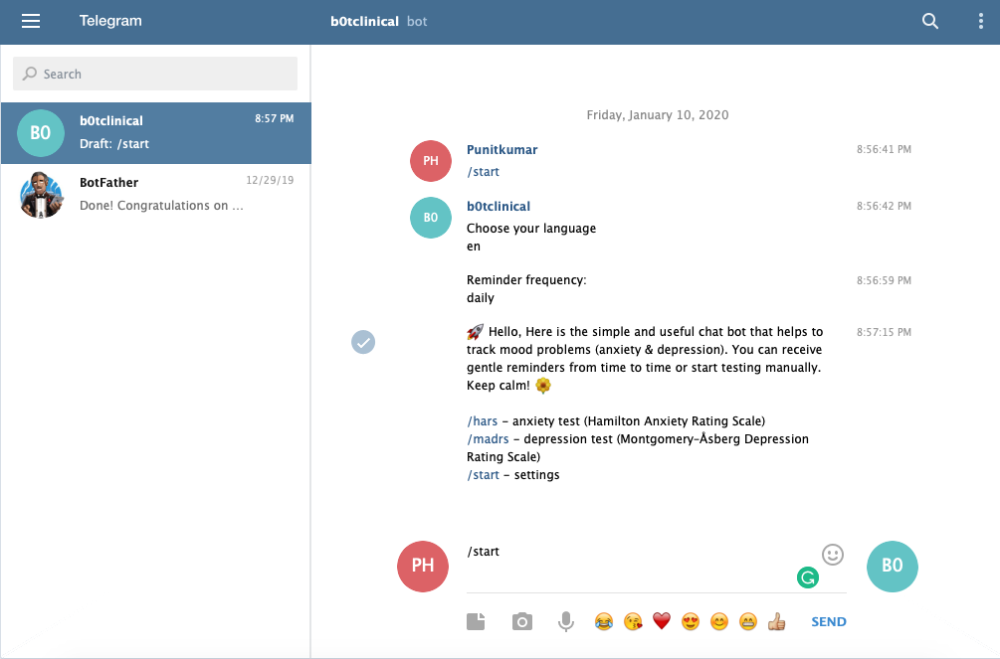 Telegram
b0tclinical bot
Search
B0
b0tclinical
8:57 PM
Draft: /start
BotFather
12/29/19
Done! Congratulations on ...
Friday, January 10, 2020
PH
Punitkumar
8:56:41 PM
/start
B0
b0tclinical
8:56:42 PM
Choose your language
en
Reminder frequency:
8:56:59 PM
daily
🚀 Hello, Here is the simple and useful chat bot that helps to
8:57:15 PM
track mood problems (anxiety & depression). You can receive
gentle reminders from time to time or start testing manually.
Keep calm! 🌼
/hars – anxiety test (Hamilton Anxiety Rating Scale)
/madrs – depression test (Montgomery–Åsberg Depression
Rating Scale)
/start – settings
PH
/start
B0
SEND